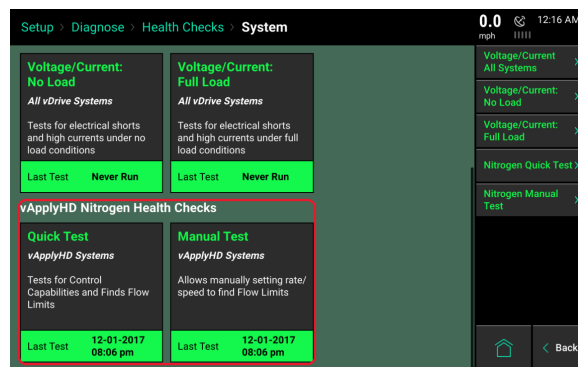 Setup > Diagnose > Health Checks > System
0.0
mph
12:16 AM
Voltage/Current:
No Load
All vDrive Systems
Tests for electrical shorts
and high currents under no
load conditions
Last Test Never Run
Voltage/Current:
Full Load
All vDrive Systems
Tests for electrical shorts
and high currents under full
load conditions
Last Test Never Run
vApplyHD Nitrogen Health Checks
Quick Test
vApplyHD Systems
Tests for Control
Capabilities and Finds Flow
Limits
Last Test
12-01-2017
08:06 pm
Manual Test
vApplyHD Systems
Allows manually setting rate/
speed to find Flow Limits
Last Test
12-01-2017
08:06 pm
Voltage/Current
All Systems >
Voltage/Current:
No Load >
Voltage/Current:
Full Load >
Nitrogen Quick Test >
Nitrogen Manual
Test >
< Back